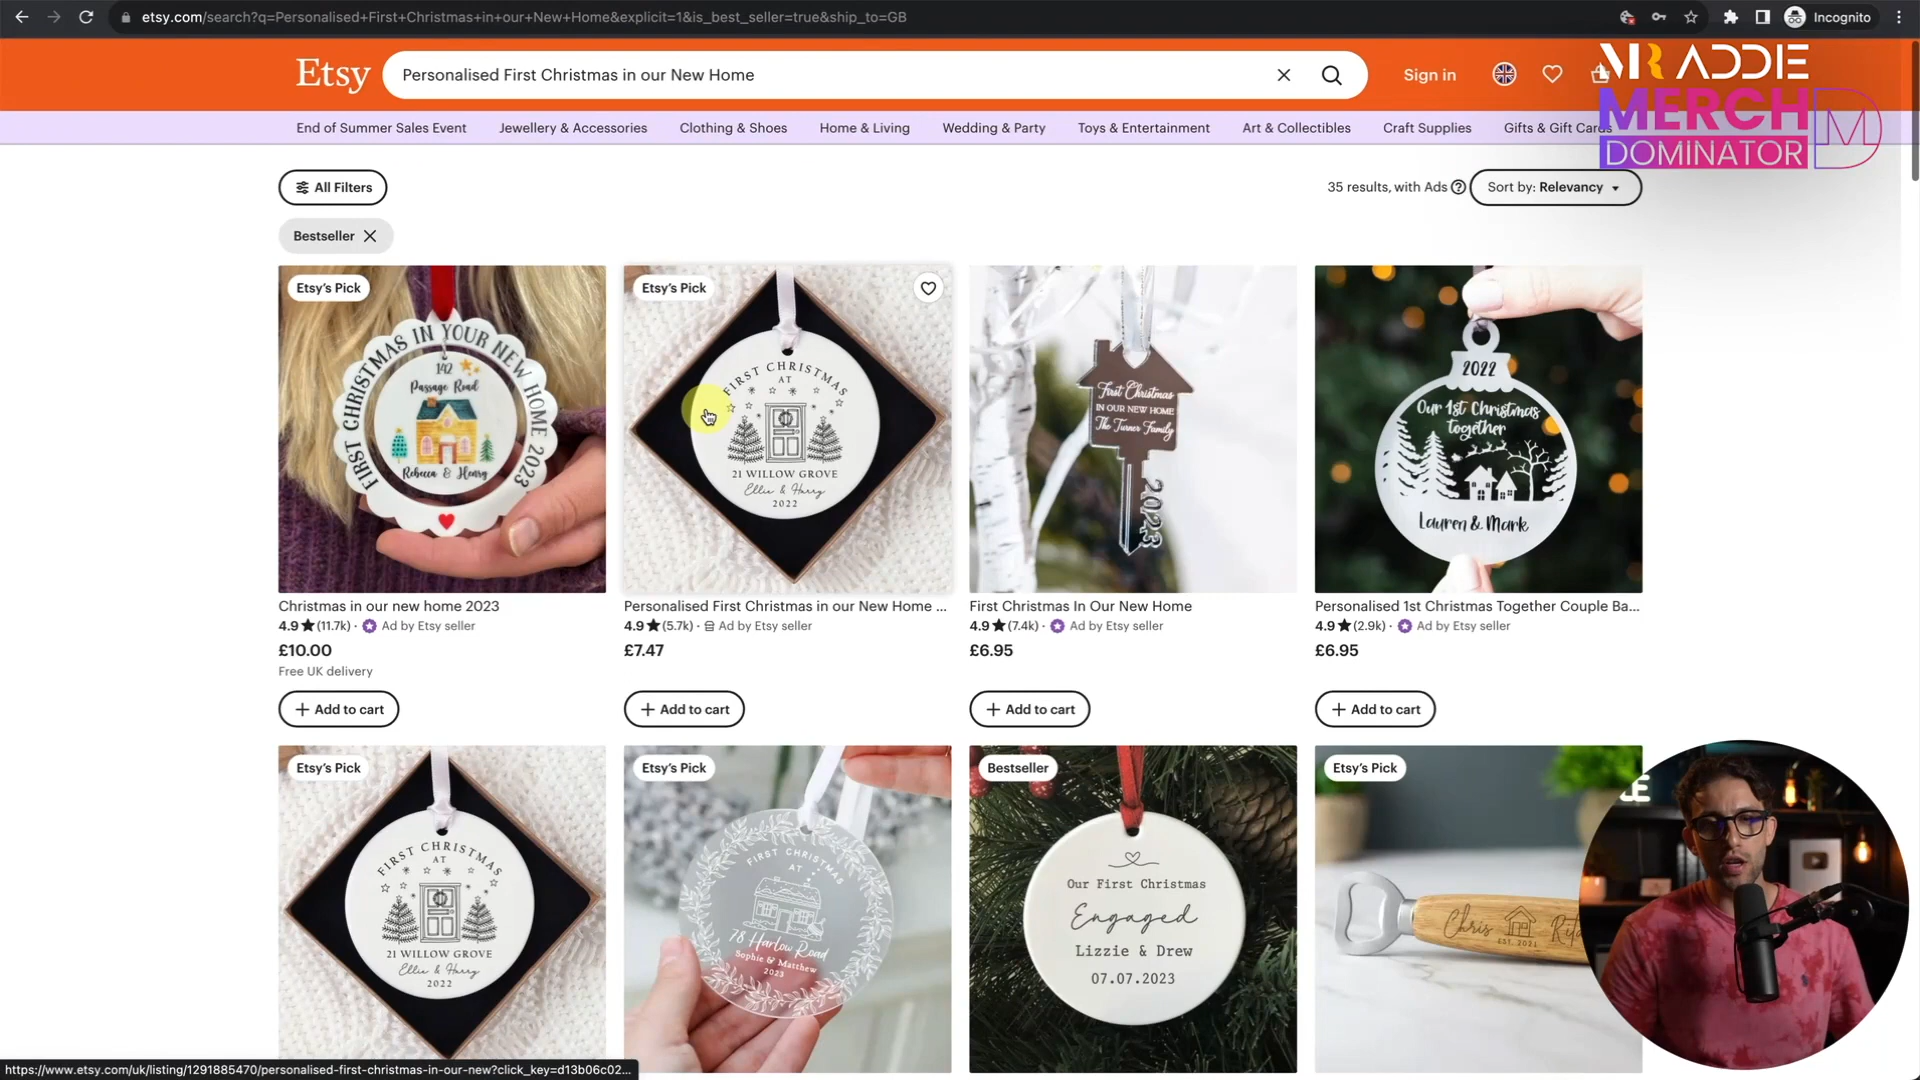 etsy.com/search?q=Personalised+First+Christmas+in+our+New+Home&explicit=1&is_best_seller=true&ship_to=GB
Incognito
Etsy
Personalised First Christmas in our New Home
Sign in
MR ADDIE
MERCH
DOMINATOR
End of Summer Sales Event
Jewellery & Accessories
Clothing & Shoes
Home & Living
Wedding & Party
Toys & Entertainment
Art & Collectibles
Craft Supplies
Gifts & Gift Cards
All Filters
35 results, with Ads ?
Sort by: Relevancy
Bestseller
Etsy's Pick
FIRST CHRISTMAS IN YOUR NEW HOME 2023
142
Passage Road
Rebecca & Henry
Etsy's Pick
FIRST CHRISTMAS
AT
21 WILLOW GROVE
Ellie & Harry
2022
First Christmas
IN OUR NEW HOME
The Turner Family
2023
2022
Our 1st Christmas
together
Lauren & Mark
Christmas in our new home 2023
4.9 ★ (11.7k) · Ad by Etsy seller
£10.00
Free UK delivery
+ Add to cart
Personalised First Christmas in our New Home ...
4.9 ★ (5.7k) · Ad by Etsy seller
£7.47
+ Add to cart
First Christmas In Our New Home
4.9 ★ (7.4k) · Ad by Etsy seller
£6.95
+ Add to cart
Personalised 1st Christmas Together Couple Ba...
4.9 ★ (2.9k) · Ad by Etsy seller
£6.95
+ Add to cart
Etsy's Pick
FIRST CHRISTMAS
AT
21 WILLOW GROVE
Ellie & Harry
2022
Etsy's Pick
FIRST CHRISTMAS
AT
78 Harlow Road
Sophie & Matthew
2023
Bestseller
Our First Christmas
Engaged
Lizzie & Drew
07.07.2023
Etsy's Pick
Chris
EST. 2021
https://www.etsy.com/uk/listing/1291885470/personalised-first-christmas-in-our-new?click_key=d13b06c02...